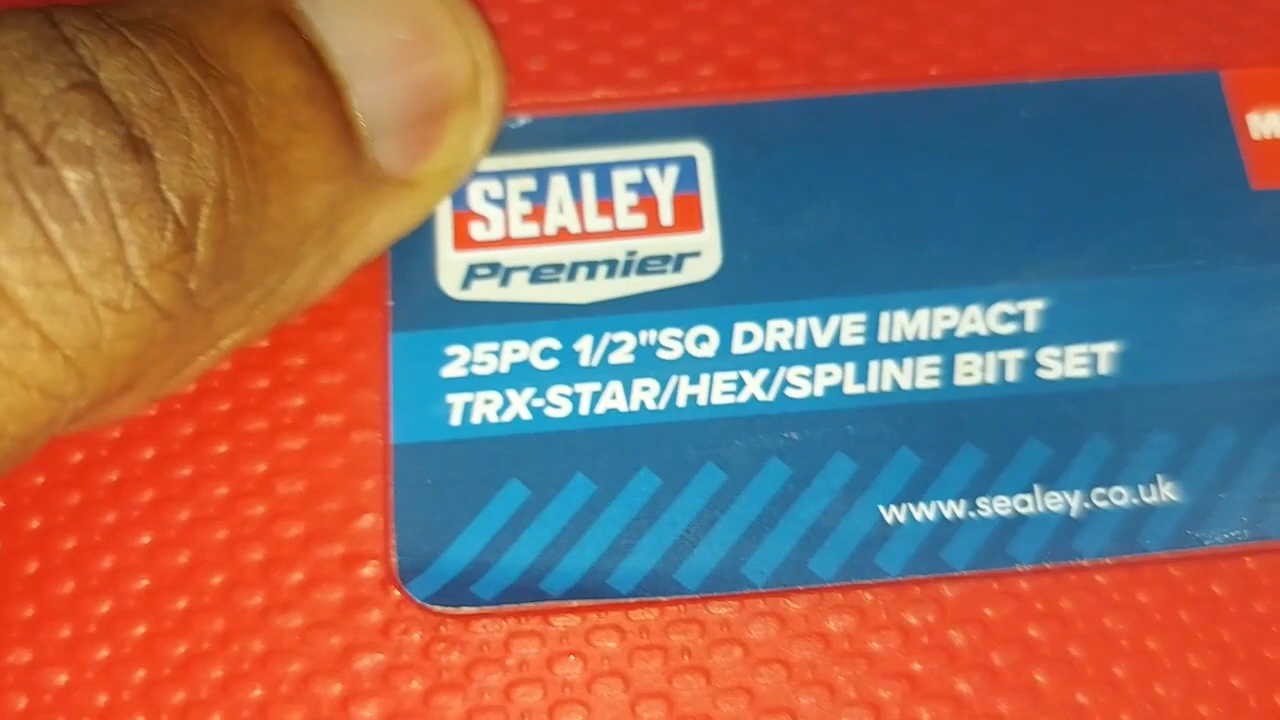 SEALEY
Premier
25PC 1/2"SQ DRIVE IMPACT
TRX-STAR/HEX/SPLINE BIT SET
www.sealey.co.uk